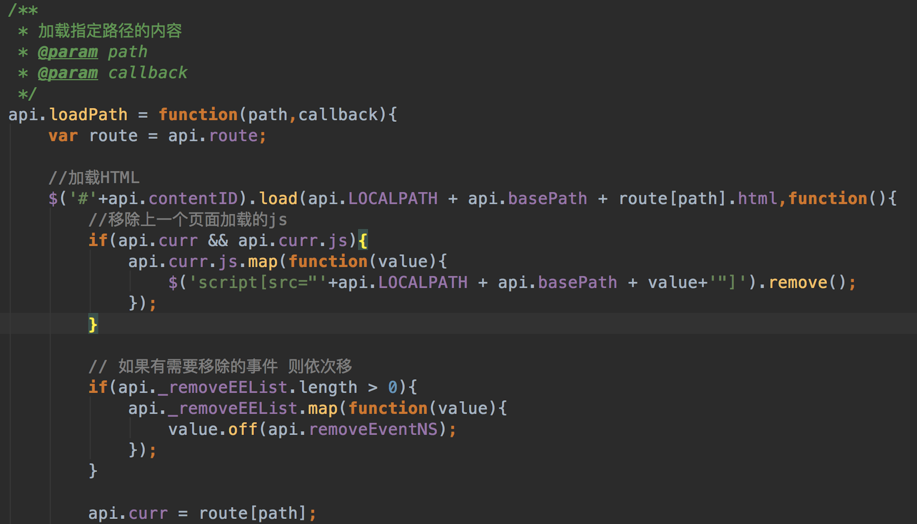 /**
 * 加载指定路径的内容
 * @param path
 * @param callback
 */
api.loadPath = function(path,callback){
    var route = api.route;

    //加载HTML
    $('#'+api.contentID).load(api.LOCALPATH + api.basePath + route[path].html,function(){
        //移除上一个页面加载的js
        if(api.curr && api.curr.js){
            api.curr.js.map(function(value){
                $('script[src="'+api.LOCALPATH + api.basePath + value+'"]').remove();
            });
        }

        // 如果有需要移除的事件 则依次移
        if(api._removeEEList.length > 0){
            api._removeEEList.map(function(value){
                value.off(api.removeEventNS);
            });
        }

        api.curr = route[path];